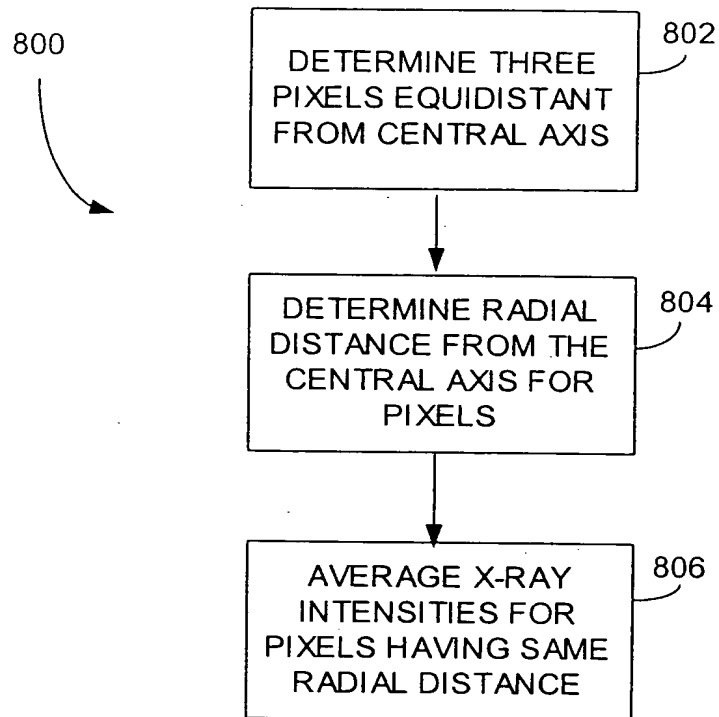 800
802
DETERMINE THREE
PIXELS EQUIDISTANT
FROM CENTRAL AXIS
804
DETERMINE RADIAL
DISTANCE FROM THE
CENTRAL AXIS FOR
PIXELS
806
AVERAGE X-RAY
INTENSITIES FOR
PIXELS HAVING SAME
RADIAL DISTANCE